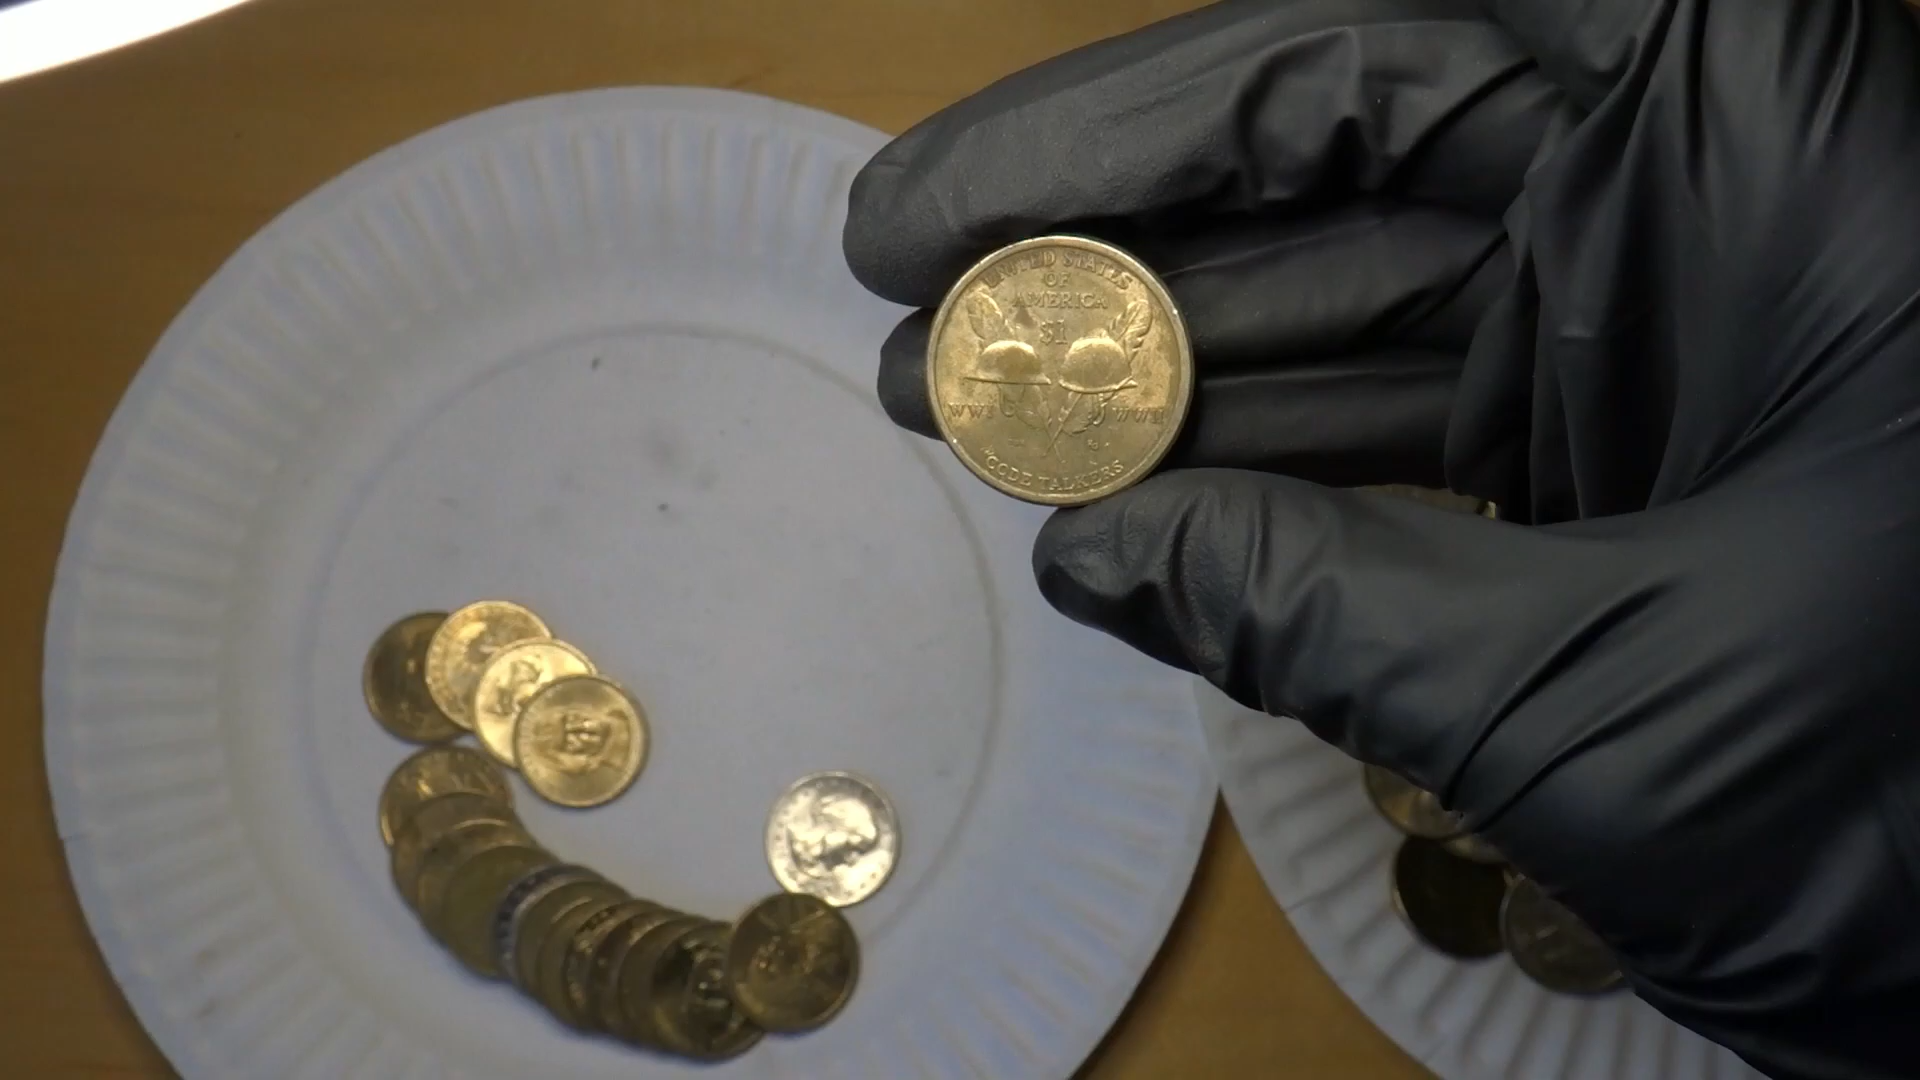 UNITED STATES
OF
AMERICA
$1
WWI WWII
"CODE TALKERS